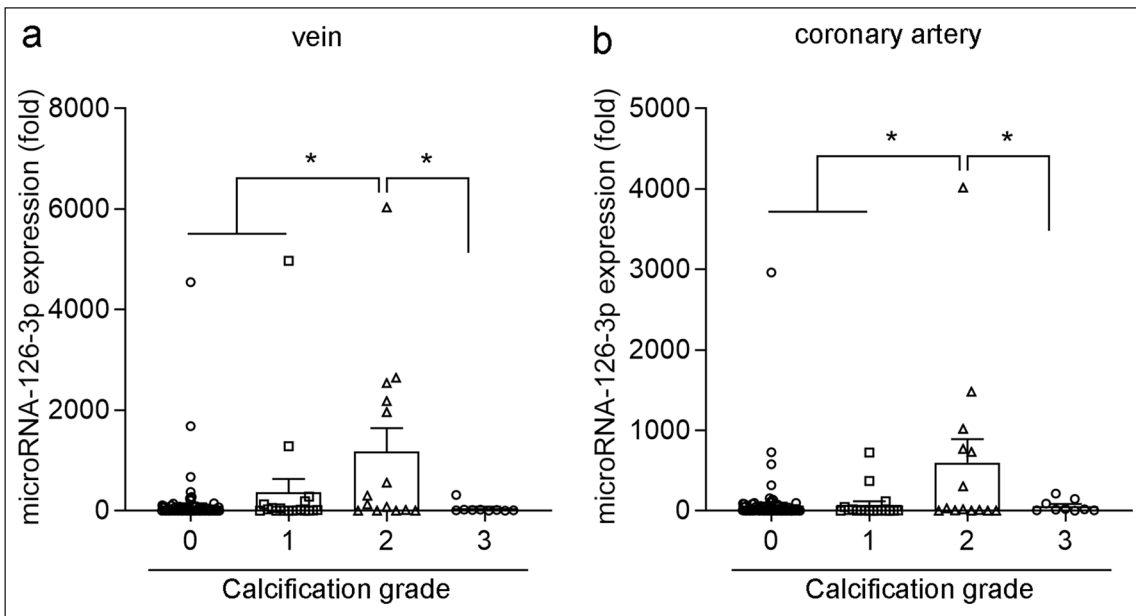 a
vein
microRNA-126-3p expression (fold)
8000
6000
4000
2000
0
*
*
0 1 2 3
Calcification grade
b
coronary artery
microRNA-126-3p expression (fold)
5000
4000
3000
2000
1000
0
*
*
0 1 2 3
Calcification grade